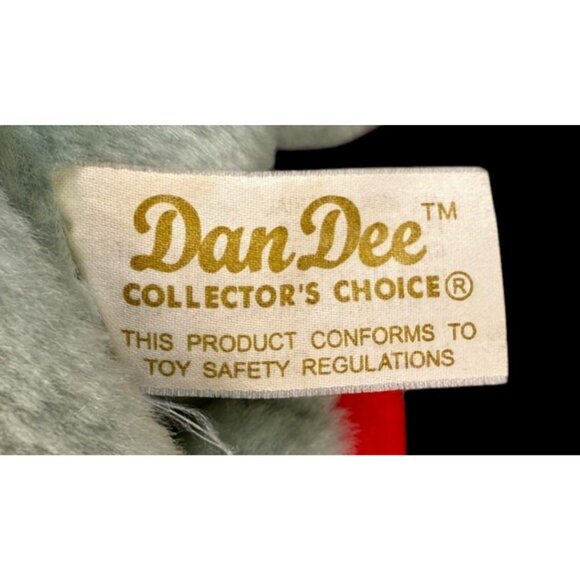 Dan Dee™
COLLECTOR'S CHOICE®
THIS PRODUCT CONFORMS TO
TOY SAFETY REGULATIONS